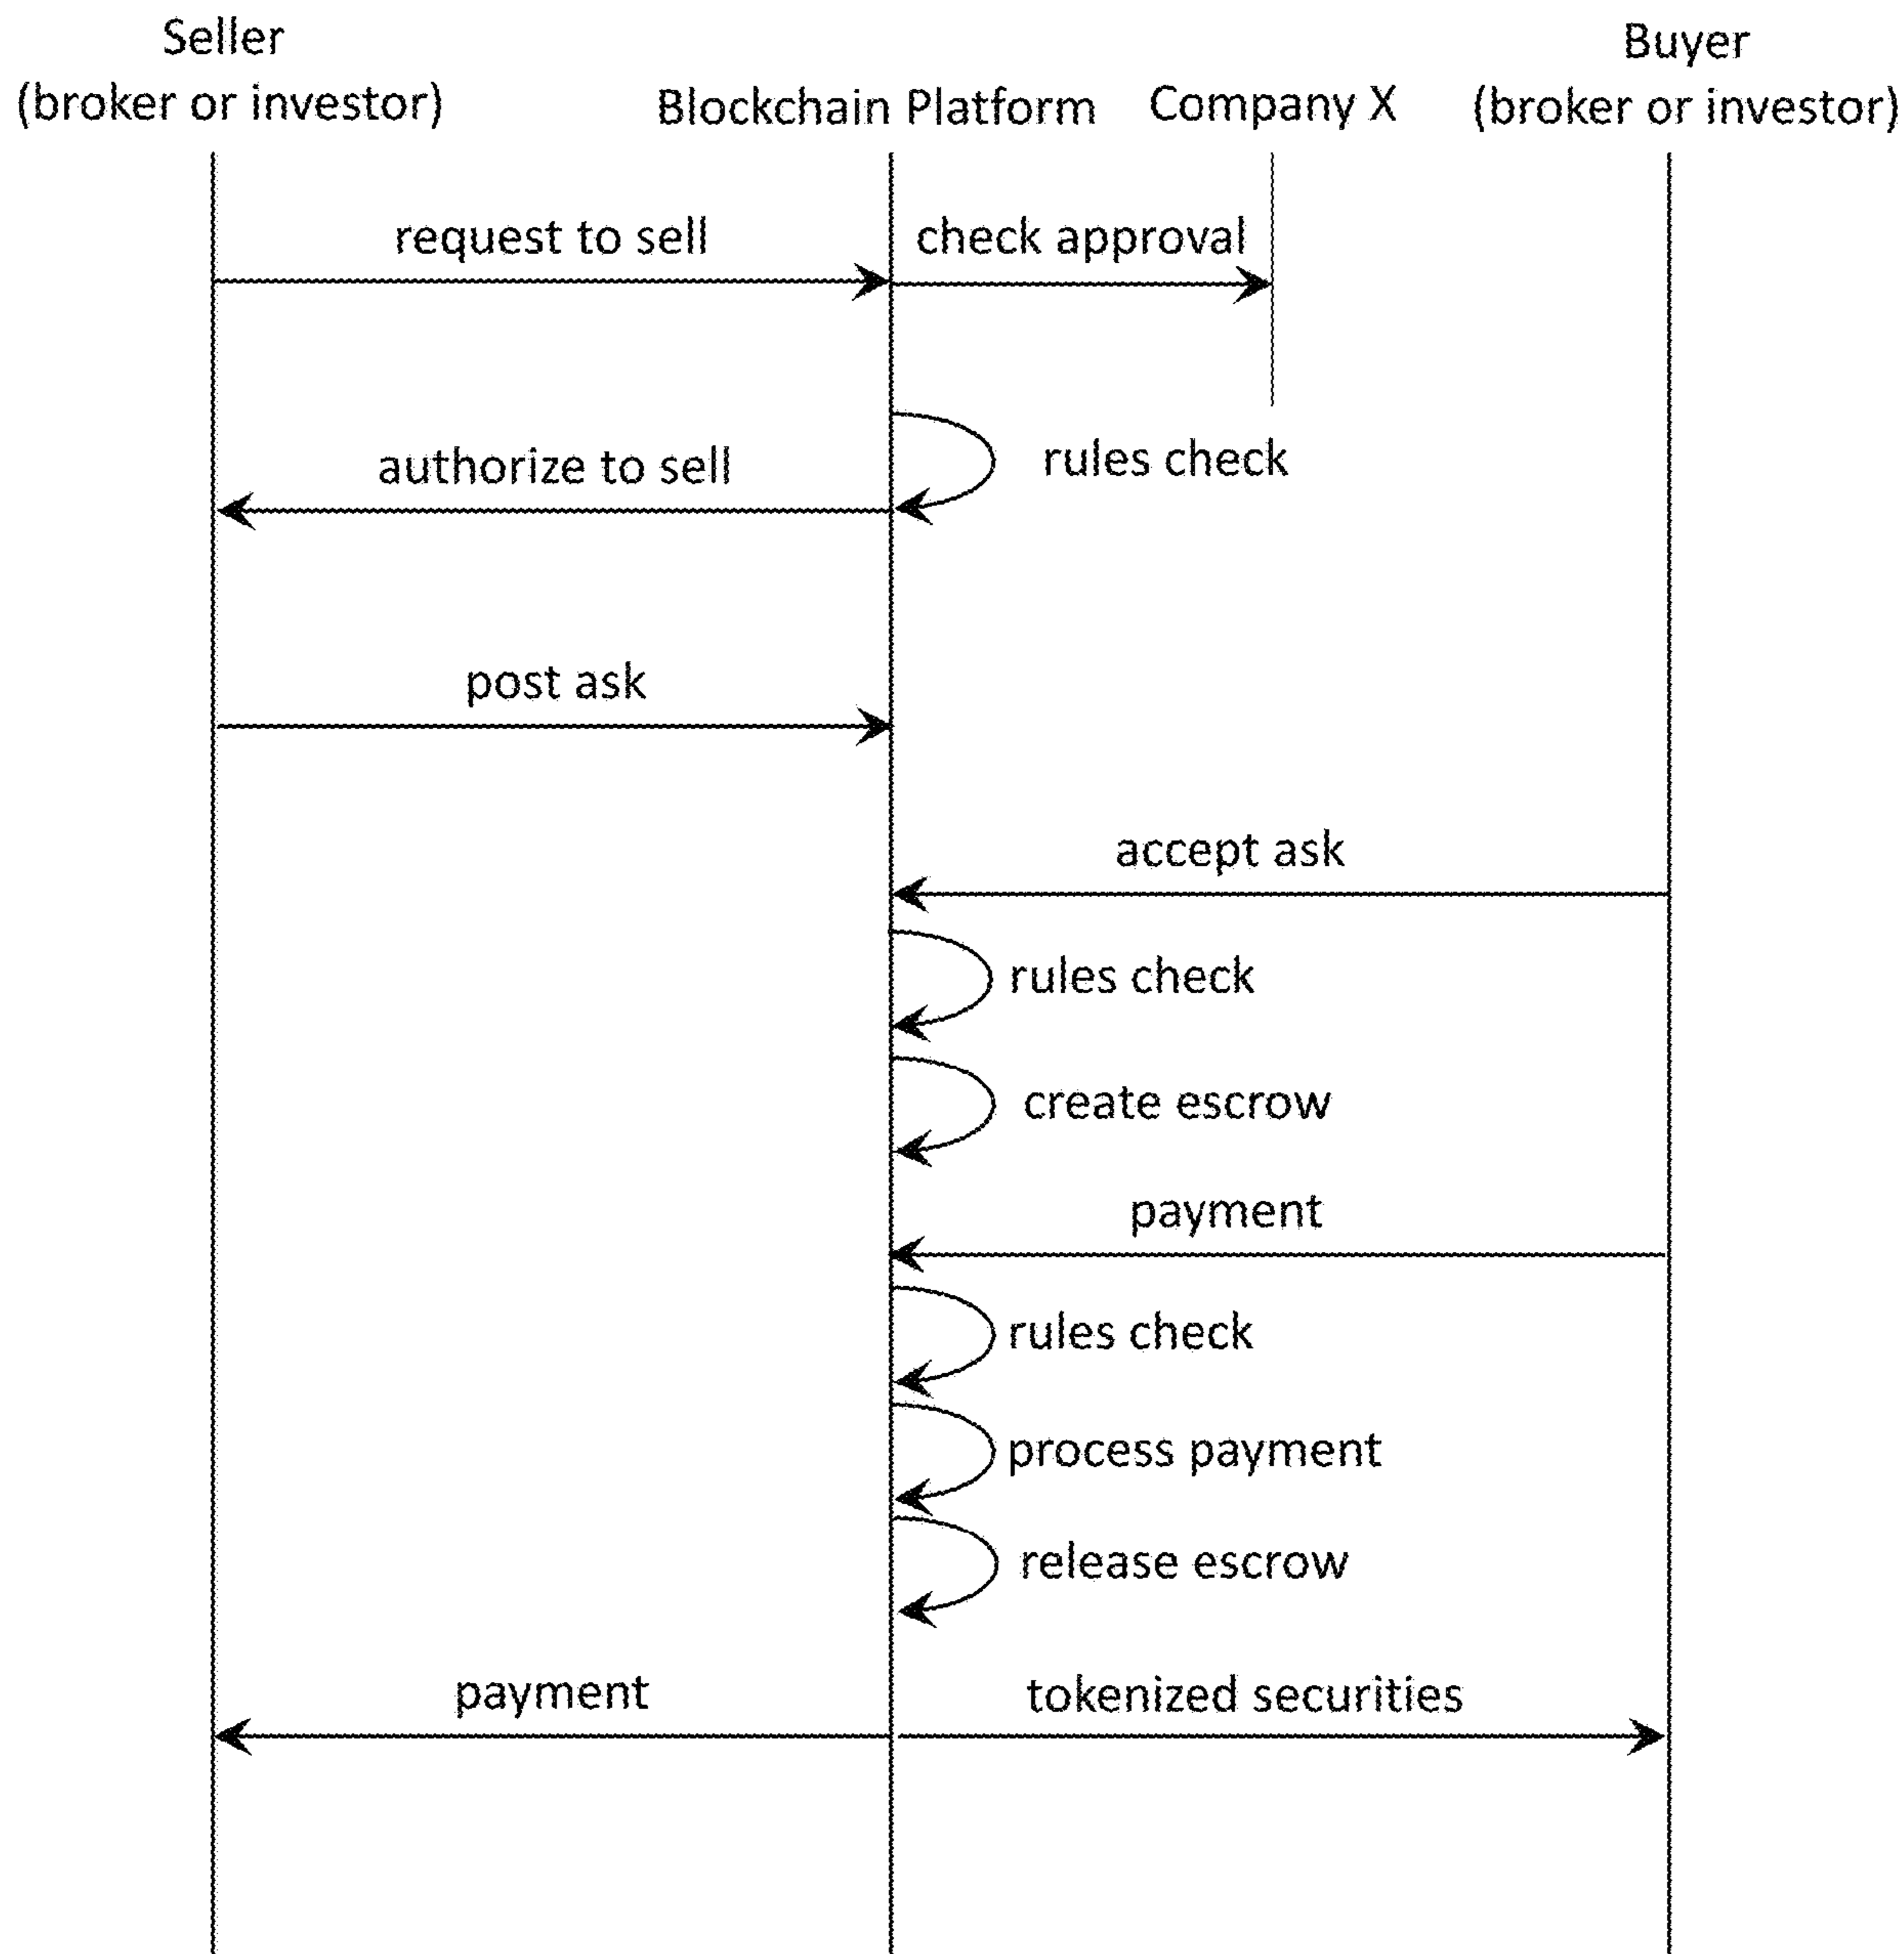 Seller
(broker or investor)
Blockchain Platform
Company X
Buyer
(broker or investor)
request to sell
check approval
authorize to sell
rules check
post ask
accept ask
rules check
create escrow
payment
rules check
process payment
release escrow
payment
tokenized securities